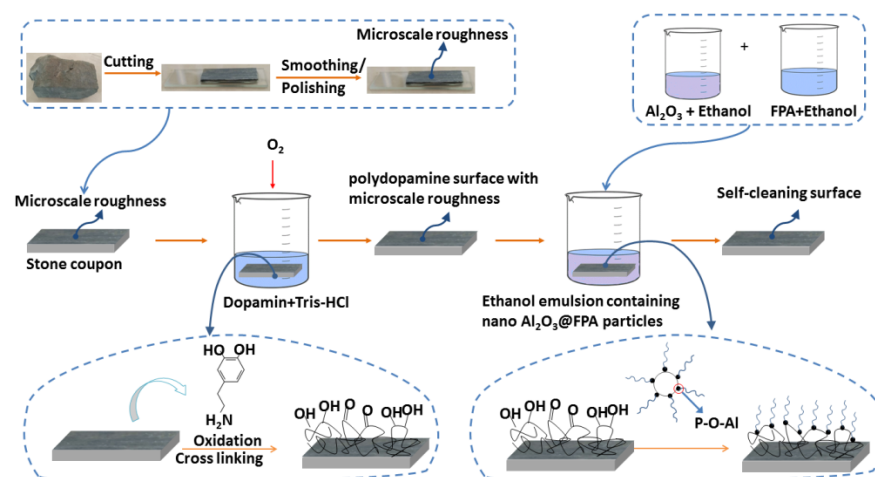 Microscale roughness
Cutting
Smoothing/
Polishing
+
Al₂O₃ + Ethanol
FPA+Ethanol
O₂
Microscale roughness
Stone coupon
Dopamin+Tris-HCl
polydopamine surface with
microscale roughness
Ethanol emulsion containing
nano Al₂O₃@FPA particles
Self-cleaning surface
HO OH
H₂N
Oxidation
Cross linking
OH O O OH OH
OH O O OH OH
P-O-Al